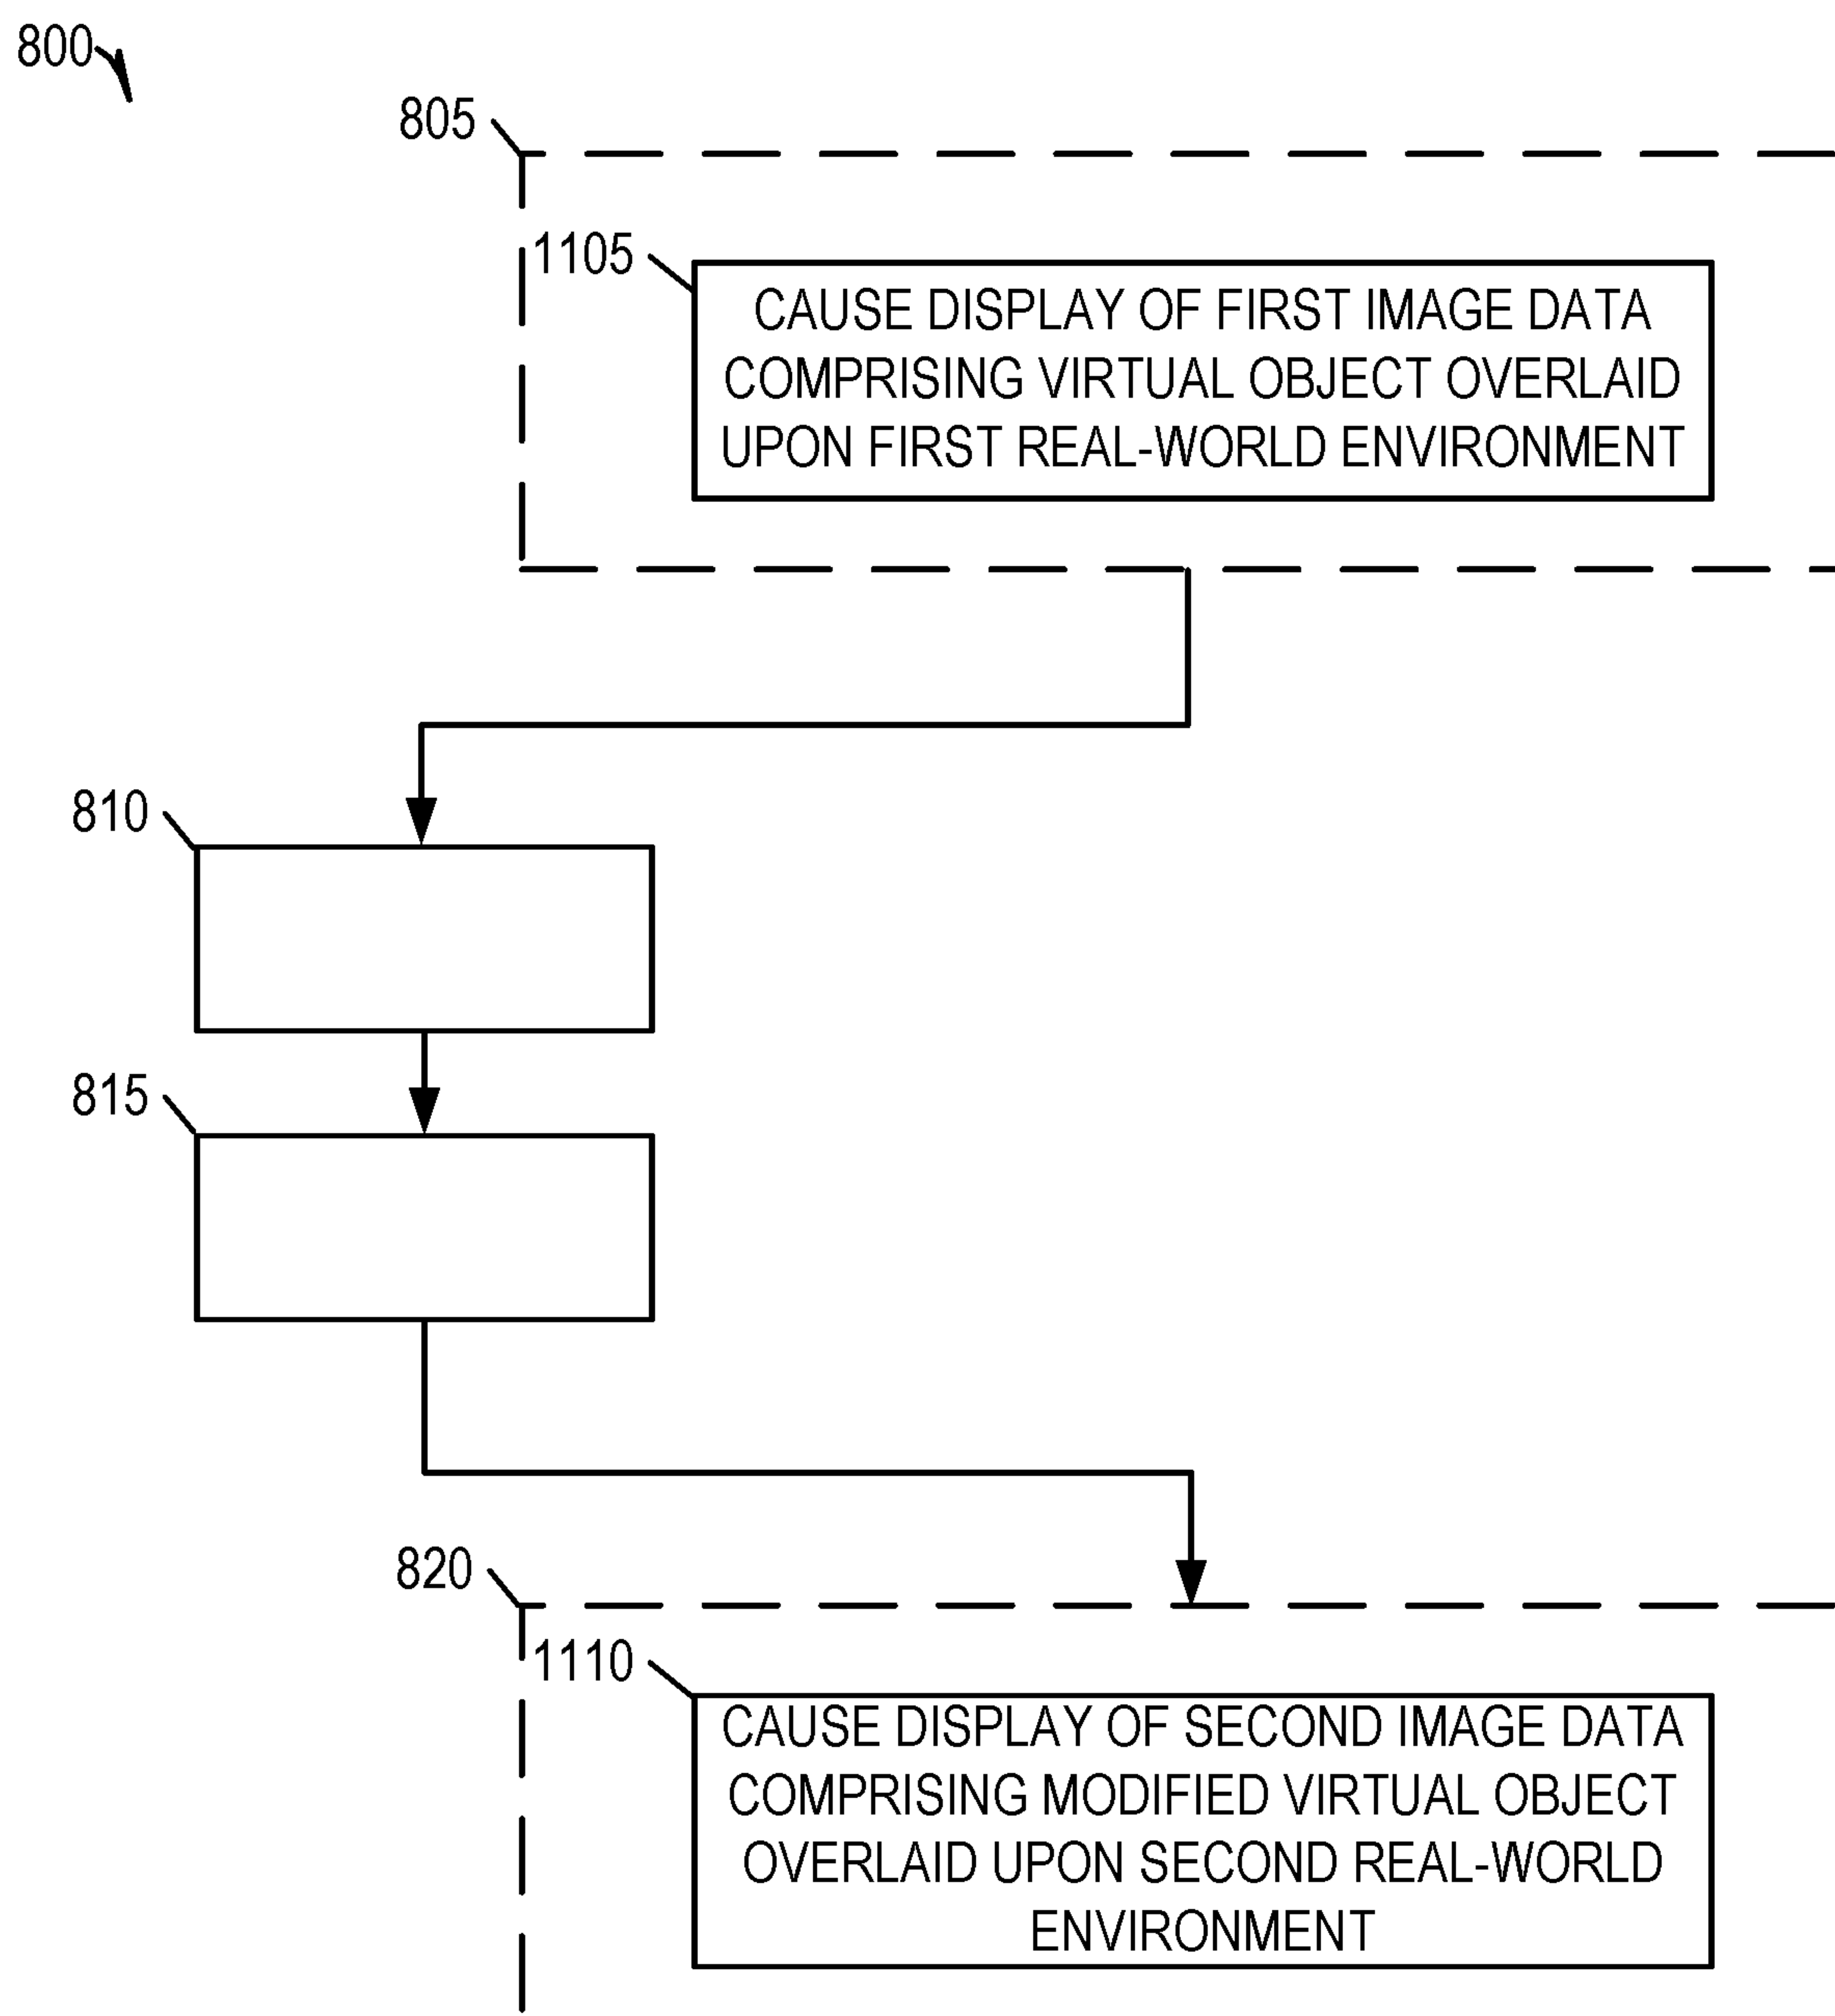 800
805
1105
CAUSE DISPLAY OF FIRST IMAGE DATA
COMPRISING VIRTUAL OBJECT OVERLAID
UPON FIRST REAL-WORLD ENVIRONMENT
810
815
820
1110
CAUSE DISPLAY OF SECOND IMAGE DATA
COMPRISING MODIFIED VIRTUAL OBJECT
OVERLAID UPON SECOND REAL-WORLD
ENVIRONMENT